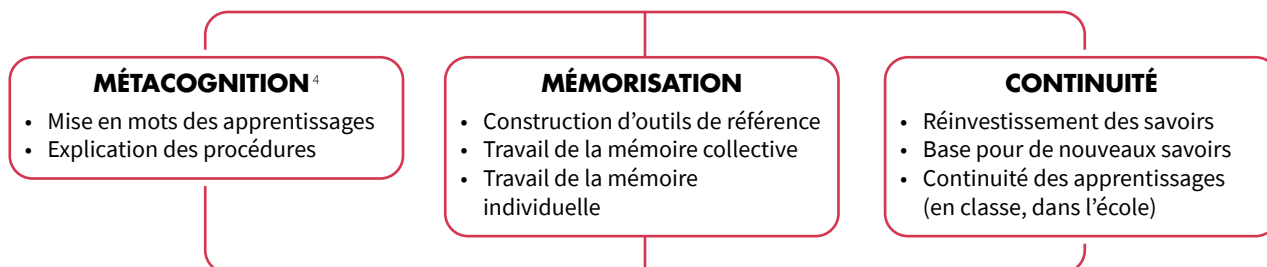 MÉTACOGNITION 4
• Mise en mots des apprentissages
• Explication des procédures
MÉMORISATION
• Construction d’outils de référence
• Travail de la mémoire collective
• Travail de la mémoire
individuelle
CONTINUITÉ
• Réinvestissement des savoirs
• Base pour de nouveaux savoirs
• Continuité des apprentissages
(en classe, dans l’école)